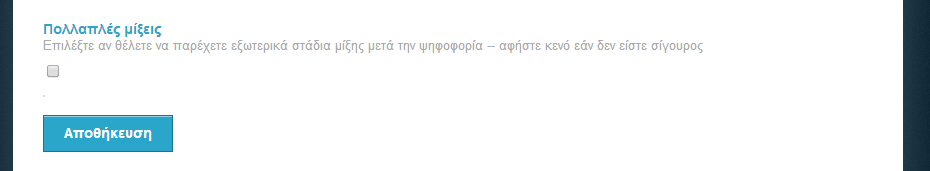 Πολλαπλές μίξεις
Επιλέξτε αν θέλετε να παρέχετε εξωτερικά στάδια μίξης μετά την ψηφοφορία -- αφήστε κενό εάν δεν είστε σίγουρος
.
Αποθήκευση